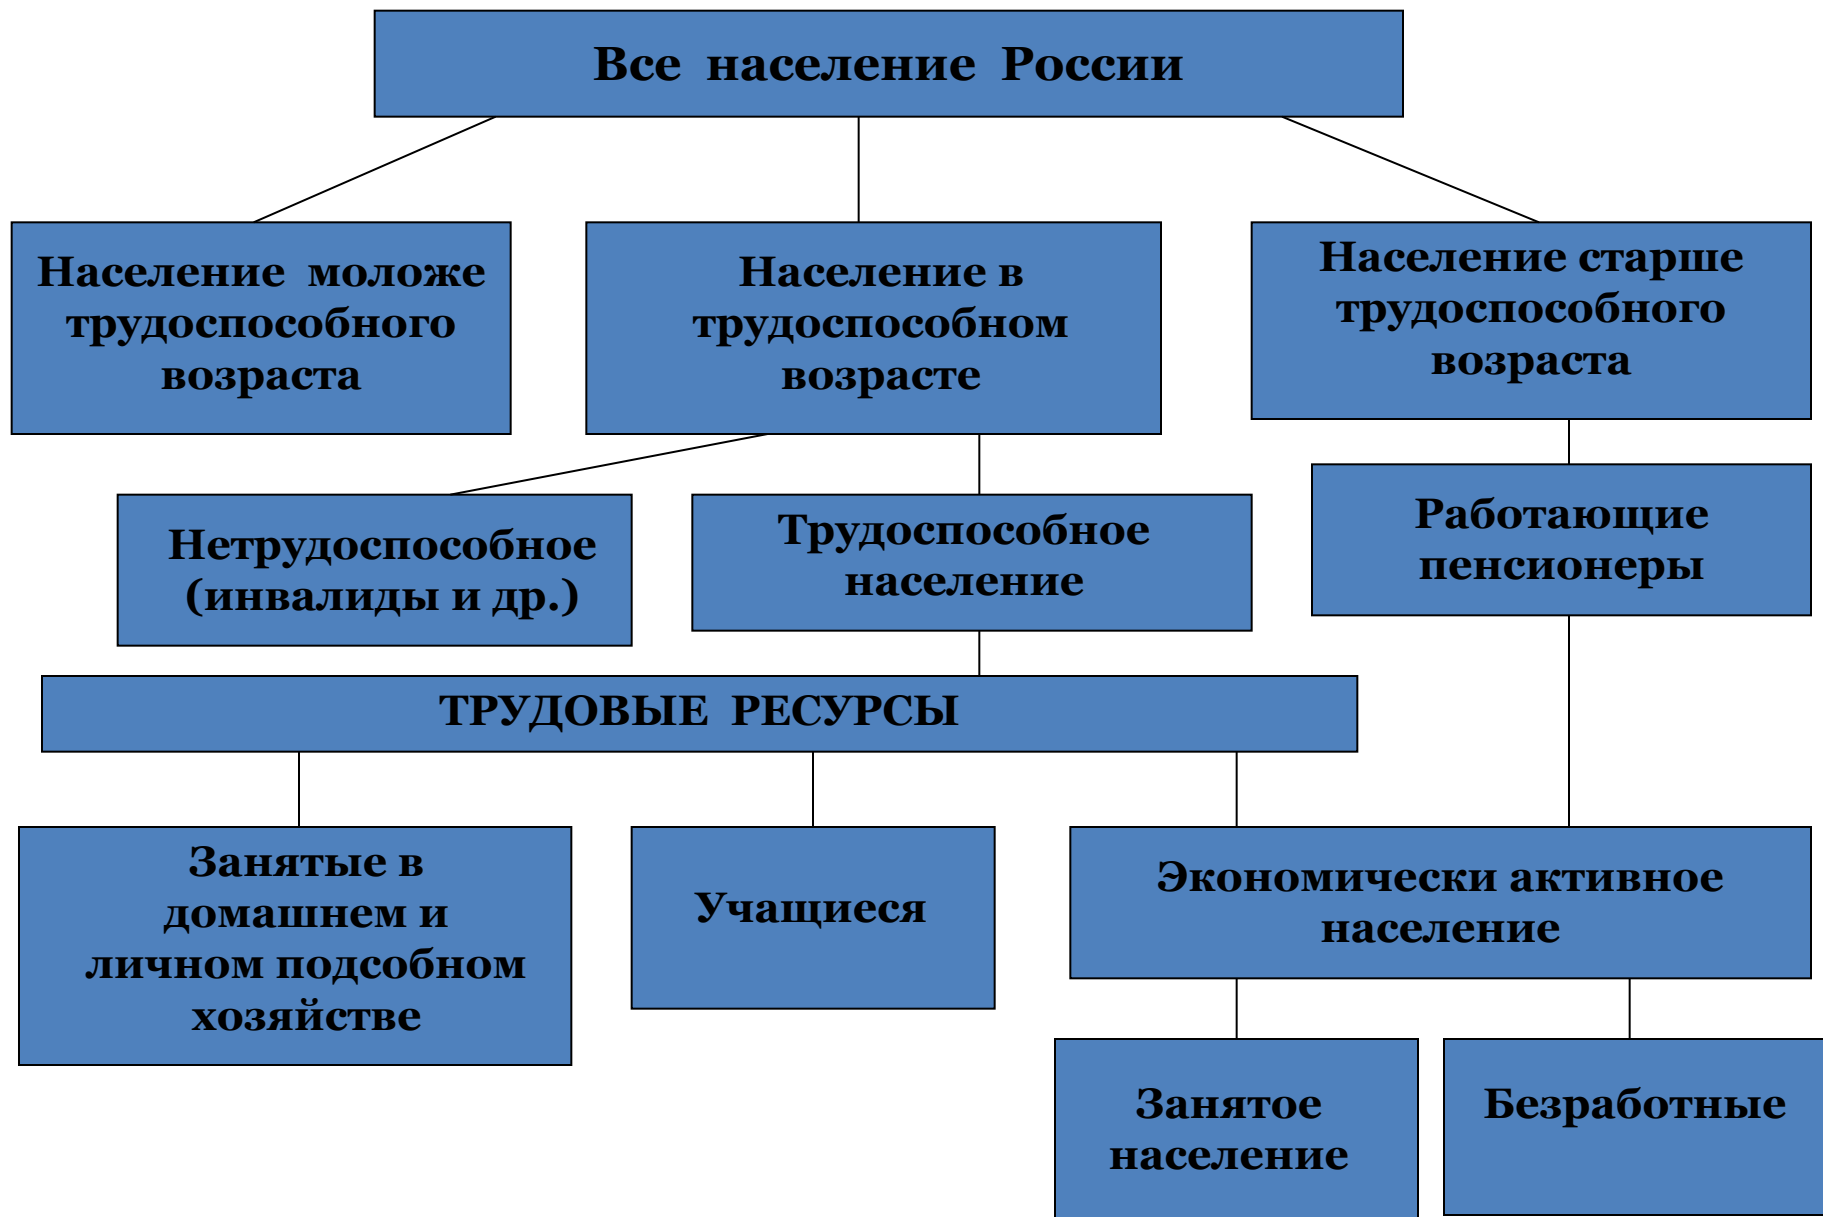 Все население России
Население моложе
трудоспособного
возраста
Население в
трудоспособном
возрасте
Население старше
трудоспособного
возраста
Нетрудоспособное
(инвалиды и др.)
Трудоспособное
население
Работающие
пенсионеры
ТРУДОВЫЕ РЕСУРСЫ
Занятые в
домашнем и
личном подсобном
хозяйстве
Учащиеся
Экономически активное
население
Занятое
население
Безработные